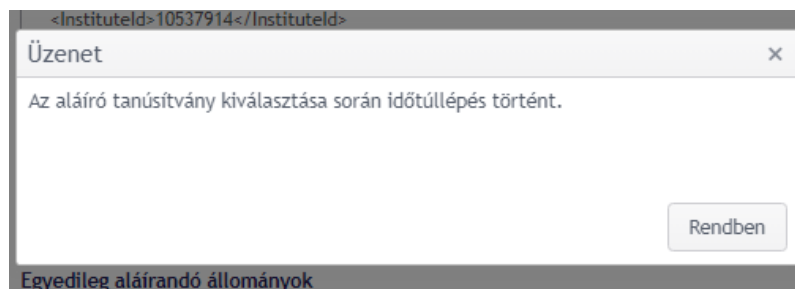 <InstituteId>10537914</InstituteId>
Üzenet
×
Az aláíró tanúsítvány kiválasztása során időtúllépés történt.
Rendben
Egyedileg aláírandó állományok